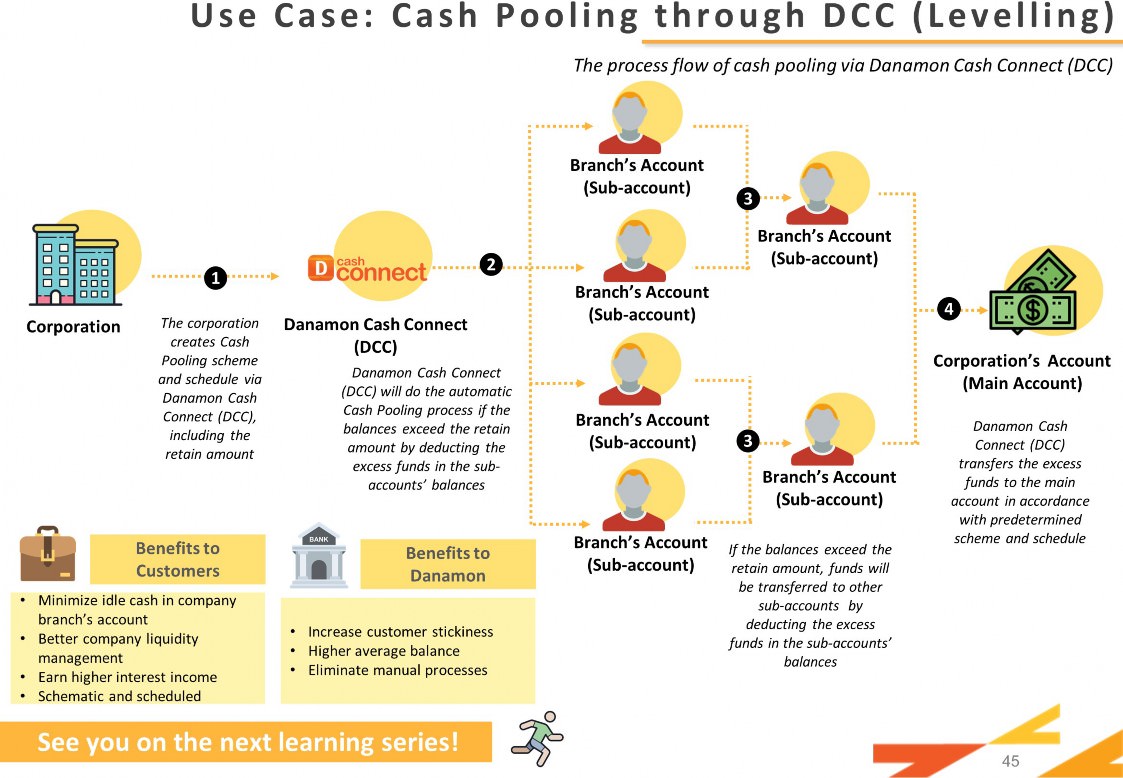 Use Case: Cash Pooling through DCC (Levelling)
The process flow of cash pooling via Danamon Cash Connect (DCC)
Corporation
1
The corporation
creates Cash
Pooling scheme
and schedule via
Danamon Cash
Connect (DCC),
including the
retain amount
D cash
connect
Danamon Cash Connect
(DCC)
Danamon Cash Connect
(DCC) will do the automatic
Cash Pooling process if the
balances exceed the retain
amount by deducting the
excess funds in the sub-
accounts’ balances
2
Branch’s Account
(Sub-account)
Branch’s Account
(Sub-account)
Branch’s Account
(Sub-account)
Branch’s Account
(Sub-account)
3
Branch’s Account
(Sub-account)
3
Branch’s Account
(Sub-account)
If the balances exceed the
retain amount, funds will
be transferred to other
sub-accounts by
deducting the excess
funds in the sub-accounts’
balances
4
Corporation’s Account
(Main Account)
Danamon Cash
Connect (DCC)
transfers the excess
funds to the main
account in accordance
with predetermined
scheme and schedule
Benefits to
Customers
• Minimize idle cash in company
branch’s account
• Better company liquidity
management
• Earn higher interest income
• Schematic and scheduled
BANK
Benefits to
Danamon
• Increase customer stickiness
• Higher average balance
• Eliminate manual processes
See you on the next learning series!
45